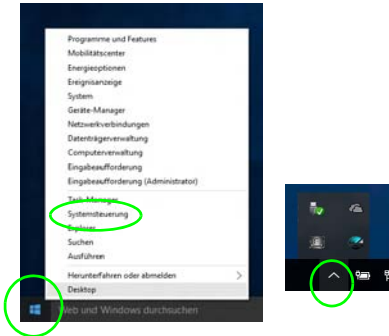 Programme und Features
Mobilitätscenter
Energieoptionen
Ereignisanzeige
System
Geräte-Manager
Netzwerkverbindungen
Datenträgerverwaltung
Computerverwaltung
Eingabeaufforderung
Eingabeaufforderung (Administrator)
Task-Manager
Systemsteuerung
Explorer
Suchen
Ausführen
Herunterfahren oder abmelden
Desktop
Web und Windows durchsuchen